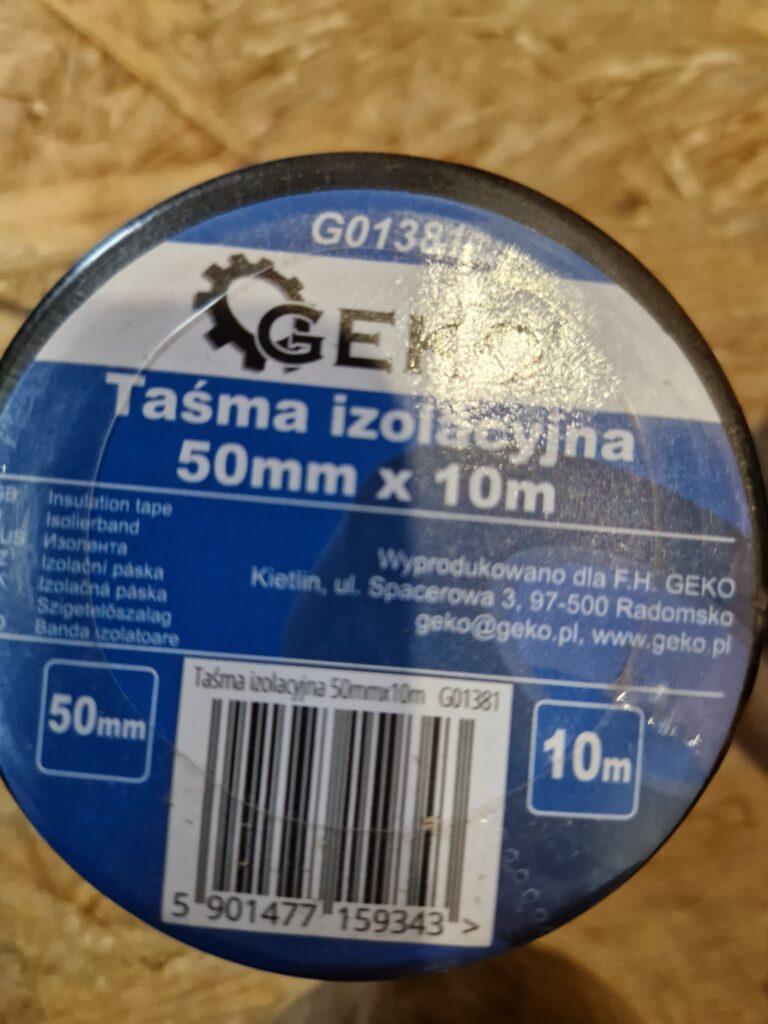 G01381
GEKO
Taśma izolacyjna
50mm x 10m
Insulation tape
Isolierband
Изолента
Izolační páska
Izolačná páska
Szigetelőszalag
Banda izolatoare
Wyprodukowano dla F.H. GEKO
Kietlin, ul. Spacerowa 3, 97-500 Radomsko
geko@geko.pl, www.geko.pl
50mm
Taśma izolacyjna 50mmx10m G01381
5 901477 159343 >
10m